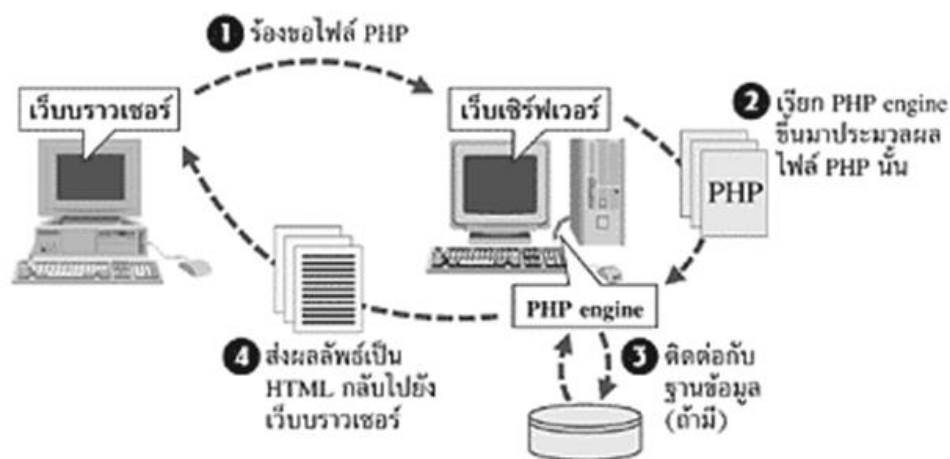 1 ร้องขอไฟล์ PHP
เว็บบราวเซอร์
เว็บเซิร์ฟเวอร์
2 เรียก PHP engine
ขึ้นมาประมวลผล
ไฟล์ PHP นั้น
PHP
PHP engine
3 ติดต่อกับ
ฐานข้อมูล
(ถ้ามี)
4 ส่งผลลัพธ์เป็น
HTML กลับไปยัง
เว็บบราวเซอร์